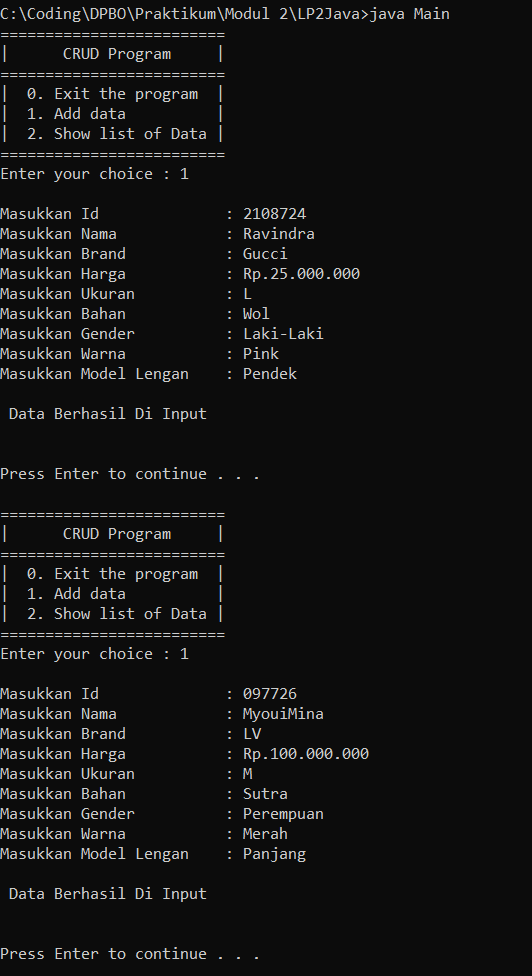 C:\Coding\DPBO\Praktikum\Modul 2\LP2Java>java Main
=========================
|      CRUD Program     |
=========================
|  0. Exit the program  |
|  1. Add data          |
|  2. Show list of Data |
=========================
Enter your choice : 1

Masukkan Id              : 2108724
Masukkan Nama            : Ravindra
Masukkan Brand           : Gucci
Masukkan Harga           : Rp.25.000.000
Masukkan Ukuran          : L
Masukkan Bahan           : Wol
Masukkan Gender          : Laki-Laki
Masukkan Warna           : Pink
Masukkan Model Lengan    : Pendek

 Data Berhasil Di Input

Press Enter to continue . . .

=========================
|      CRUD Program     |
=========================
|  0. Exit the program  |
|  1. Add data          |
|  2. Show list of Data |
=========================
Enter your choice : 1

Masukkan Id              : 097726
Masukkan Nama            : MyouiMina
Masukkan Brand           : LV
Masukkan Harga           : Rp.100.000.000
Masukkan Ukuran          : M
Masukkan Bahan           : Sutra
Masukkan Gender          : Perempuan
Masukkan Warna           : Merah
Masukkan Model Lengan    : Panjang

 Data Berhasil Di Input

Press Enter to continue . . .